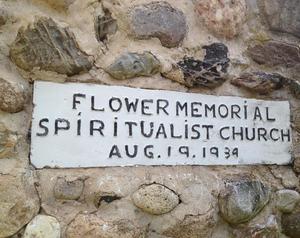 FLOWER MEMORIAL
SPIRITUALIST CHURCH
AUG. 19. 1934